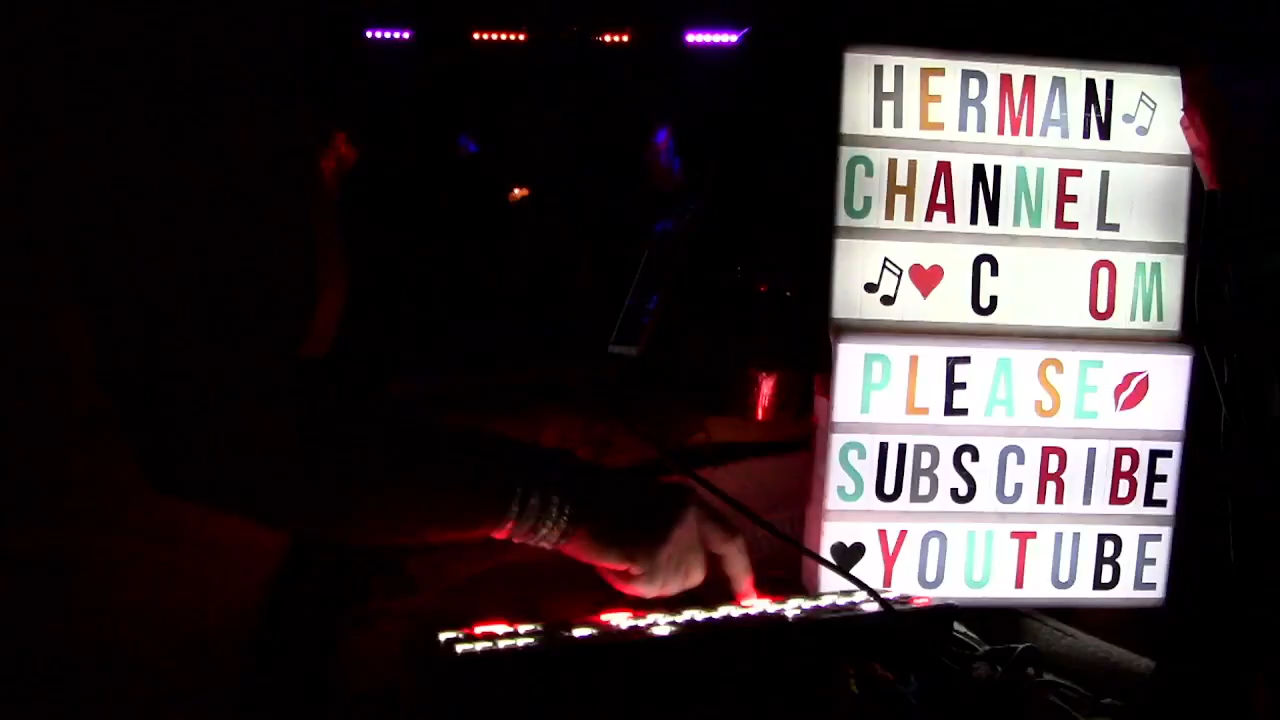 HERMAN🎵
CHANNEL
🎵❤C OM
PLEASE💋
SUBSCRIBE
🖤YOUTUBE